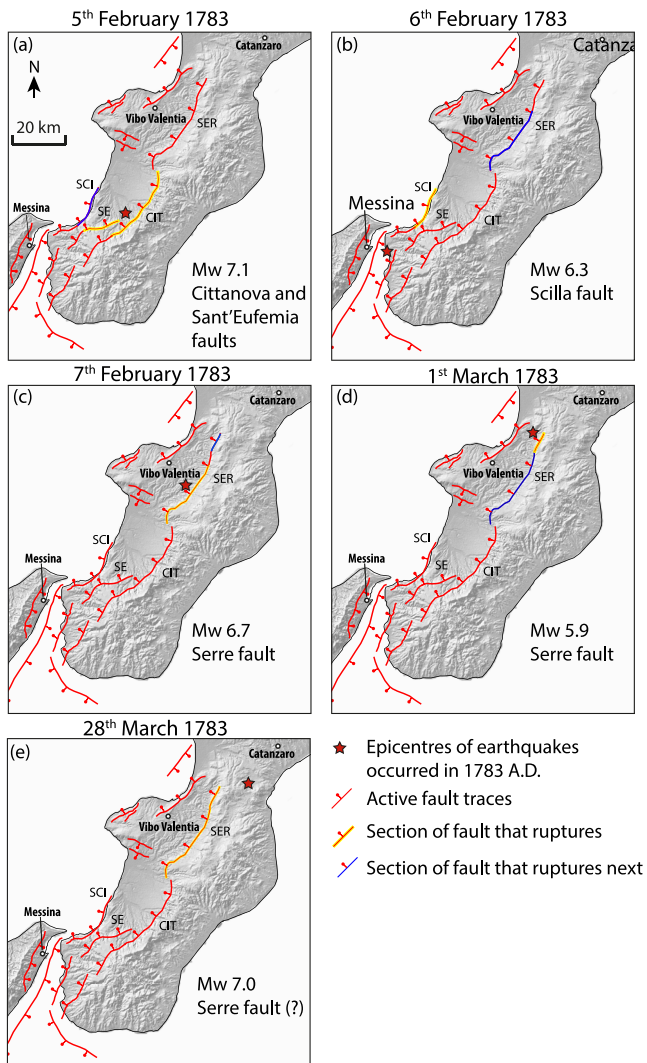 5th February 1783
(a)
Catanzaro
N
Vibo Valentia
20 km
SER
SCI
Messina
SE
CIT
Mw 7.1
Cittanova and
Sant'Eufemia
faults
6th February 1783
(b)
Catanza
Vibo Valentia
SER
SCI
Messina
SE
CIT
Mw 6.3
Scilla fault
7th February 1783
(c)
Catanzaro
Vibo Valentia
SER
SCI
Messina
SE
CIT
Mw 6.7
Serre fault
1st March 1783
(d)
Catanzaro
Vibo Valentia
SER
SCI
Messina
SE
CIT
Mw 5.9
Serre fault
28th March 1783
(e)
Catanzaro
Vibo Valentia
SER
SCI
Messina
SE
CIT
Mw 7.0
Serre fault (?)
Epicentres of earthquakes
occurred in 1783 A.D.
Active fault traces
Section of fault that ruptures
Section of fault that ruptures next